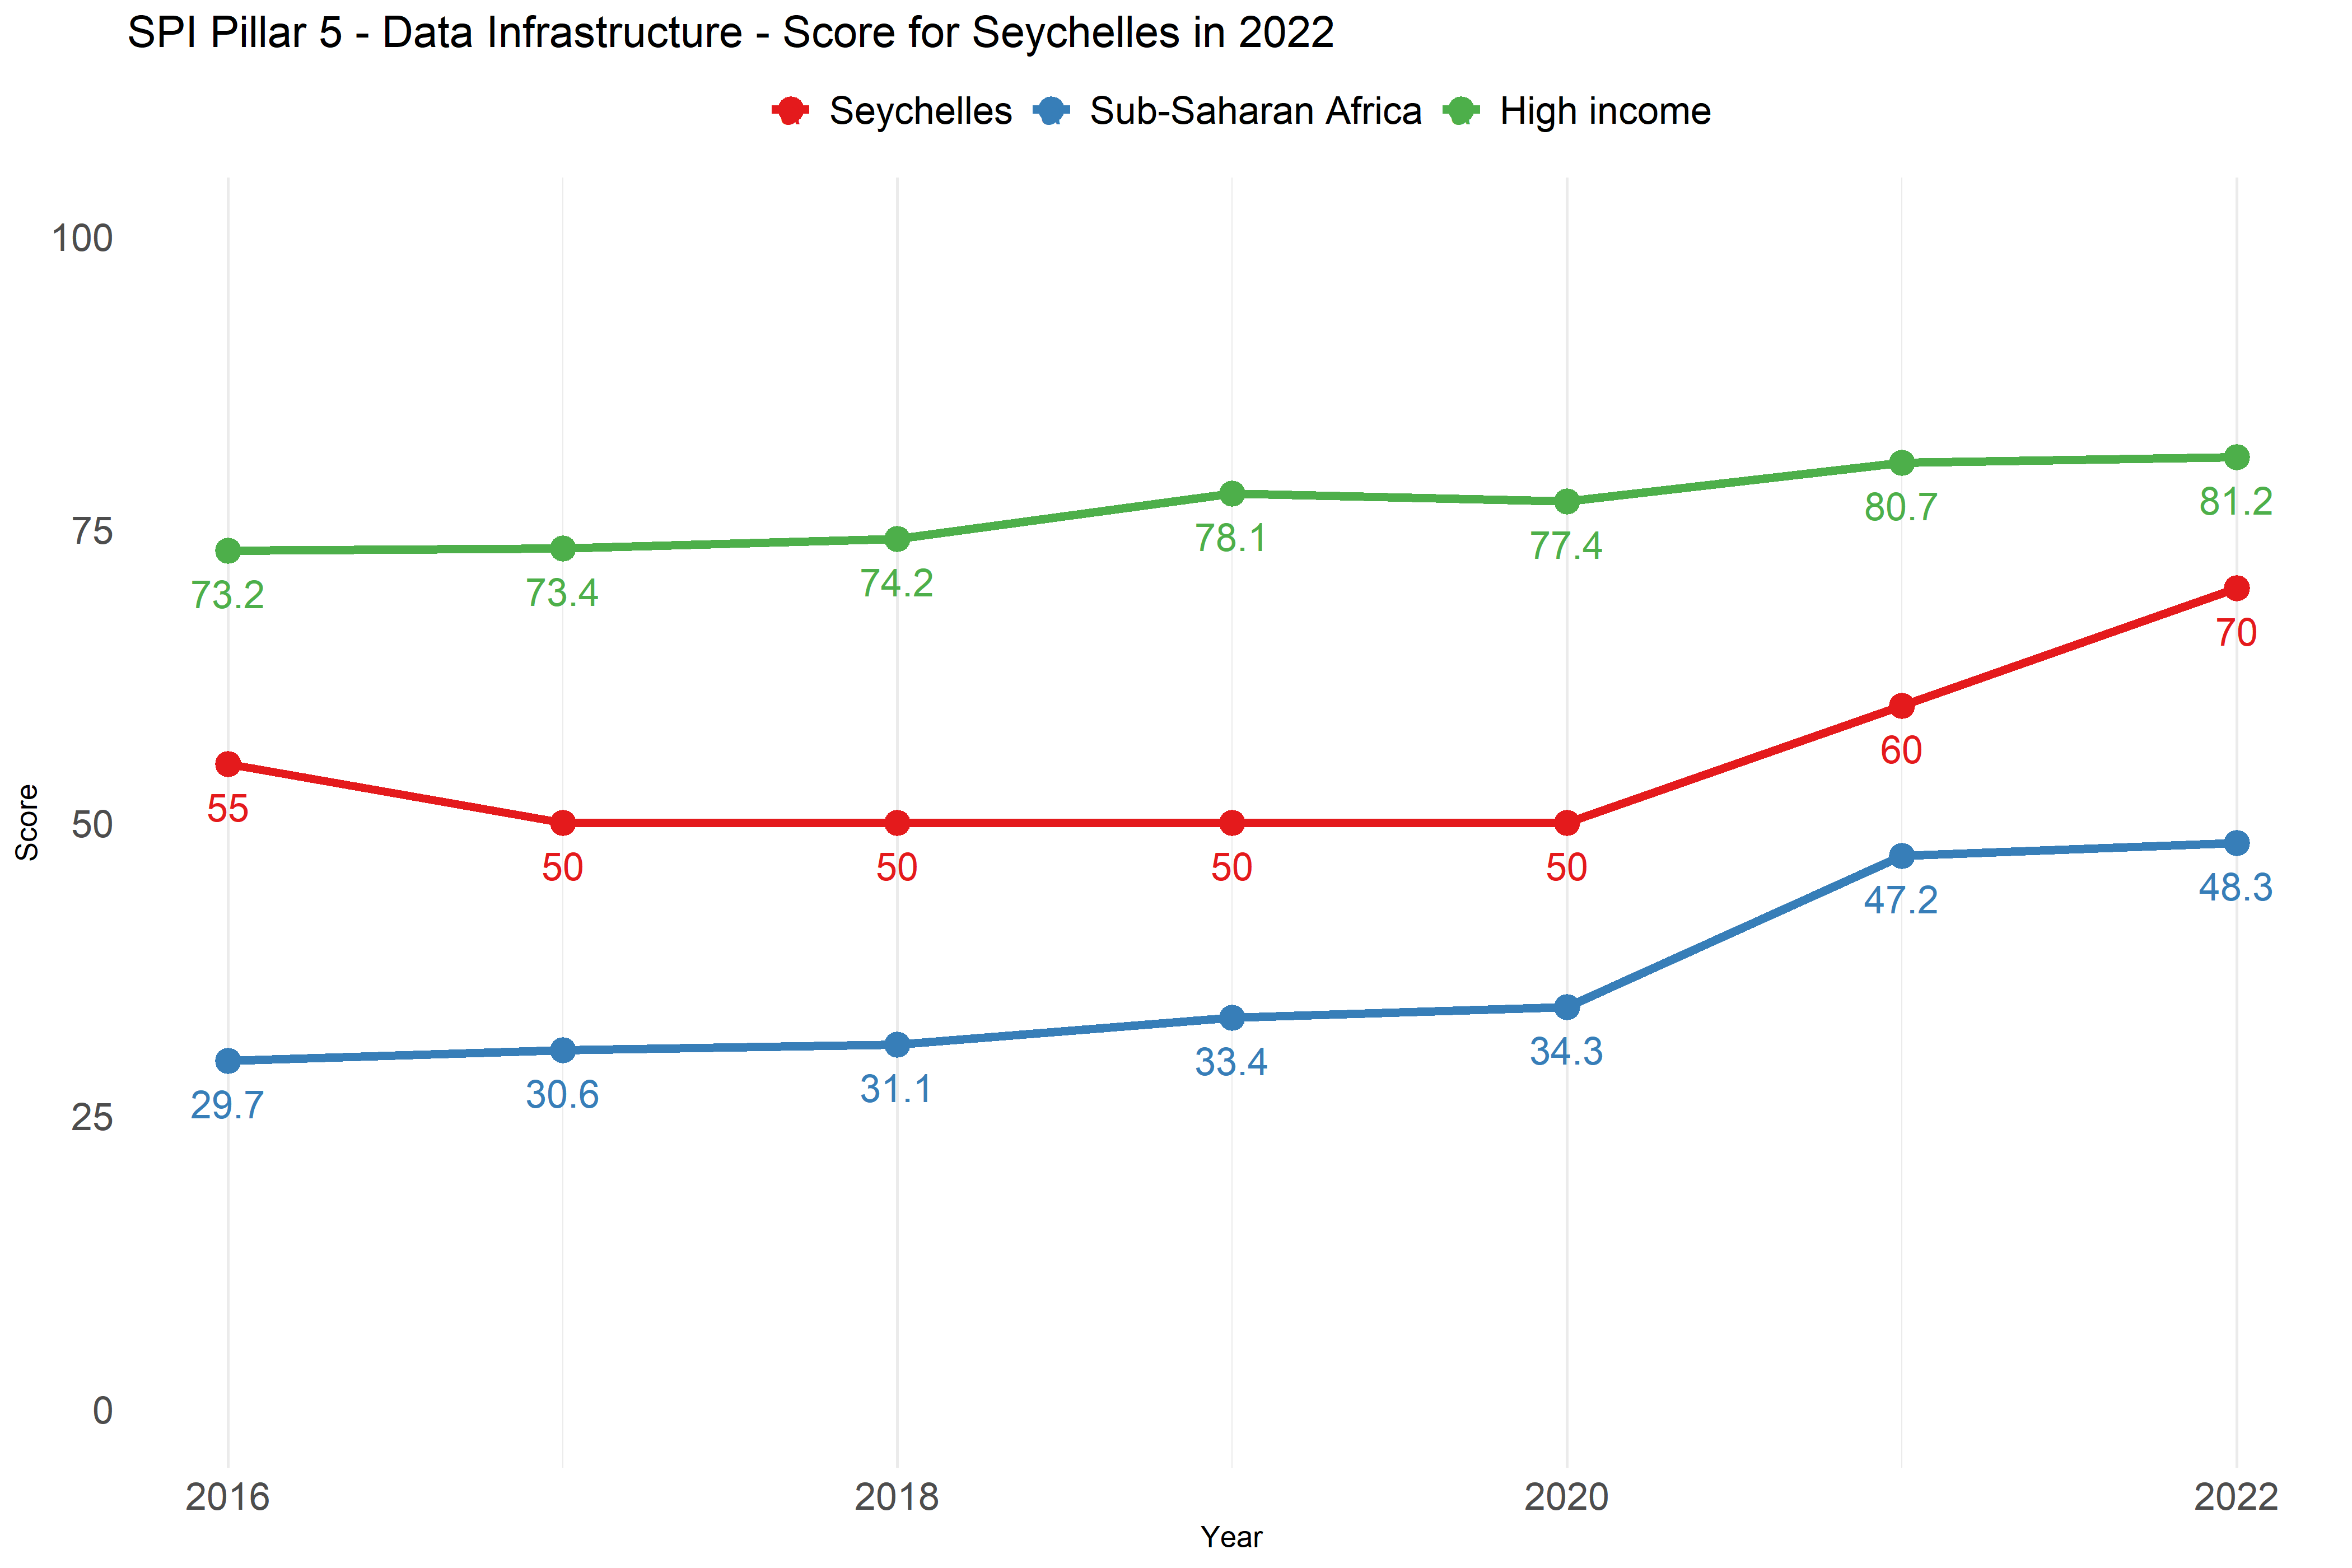 SPI Pillar 5 - Data Infrastructure - Score for Seychelles in 2022
Seychelles Sub-Saharan Africa High income
100
75
50
25
0
Score
73.2 73.4 74.2 78.1 77.4 80.7 81.2
55 50 50 50 50 60 70
29.7 30.6 31.1 33.4 34.3 47.2 48.3
2016 2018 2020 2022
Year